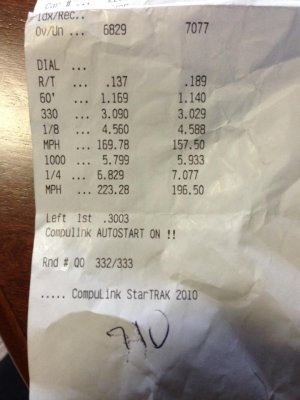 Car # ...
Idx/Rec..
Ov/Un ... 6829 7077
DIAL ...
R/T ... .137 .189
60' ... 1.169 1.140
330 ... 3.090 3.029
1/8 ... 4.560 4.588
MPH ... 169.78 157.50
1000 ... 5.799 5.933
1/4 ... 6.829 7.077
MPH ... 223.28 196.50
Left 1st .3003
Compulink AUTOSTART ON !!
Rnd # Q0 332/333
..... CompuLink StarTRAK 2010